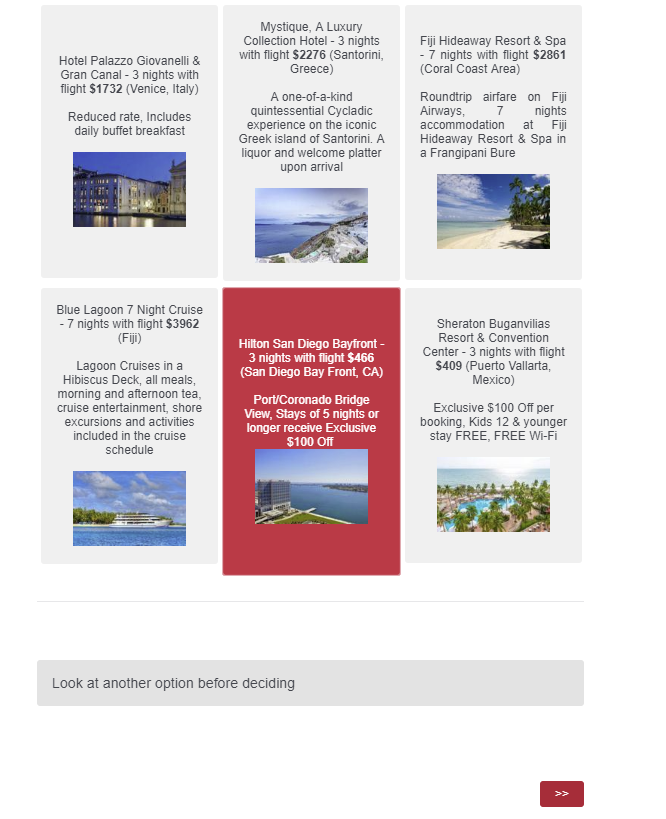 Hotel Palazzo Giovanelli &
Gran Canal - 3 nights with
flight $1732 (Venice, Italy)
Reduced rate, Includes
daily buffet breakfast
Mystique, A Luxury
Collection Hotel - 3 nights
with flight $2276 (Santorini,
Greece)
A one-of-a-kind
quintessential Cycladic
experience on the iconic
Greek island of Santorini. A
liquor and welcome platter
upon arrival
Fiji Hideaway Resort & Spa
- 7 nights with flight $2861
(Coral Coast Area)
Roundtrip airfare on Fiji
Airways, 7 nights
accommodation at Fiji
Hideaway Resort & Spa in
a Frangipani Bure
Blue Lagoon 7 Night Cruise
- 7 nights with flight $3962
(Fiji)
Lagoon Cruises in a
Hibiscus Deck, all meals,
morning and afternoon tea,
cruise entertainment, shore
excursions and activities
included in the cruise
schedule
Hilton San Diego Bayfront -
3 nights with flight $466
(San Diego Bay Front, CA)
Port/Coronado Bridge
View, Stays of 5 nights or
longer receive Exclusive
$100 Off
Sheraton Buganvilias
Resort & Convention
Center - 3 nights with flight
$409 (Puerto Vallarta,
Mexico)
Exclusive $100 Off per
booking, Kids 12 & younger
stay FREE, FREE Wi-Fi
Look at another option before deciding
>>